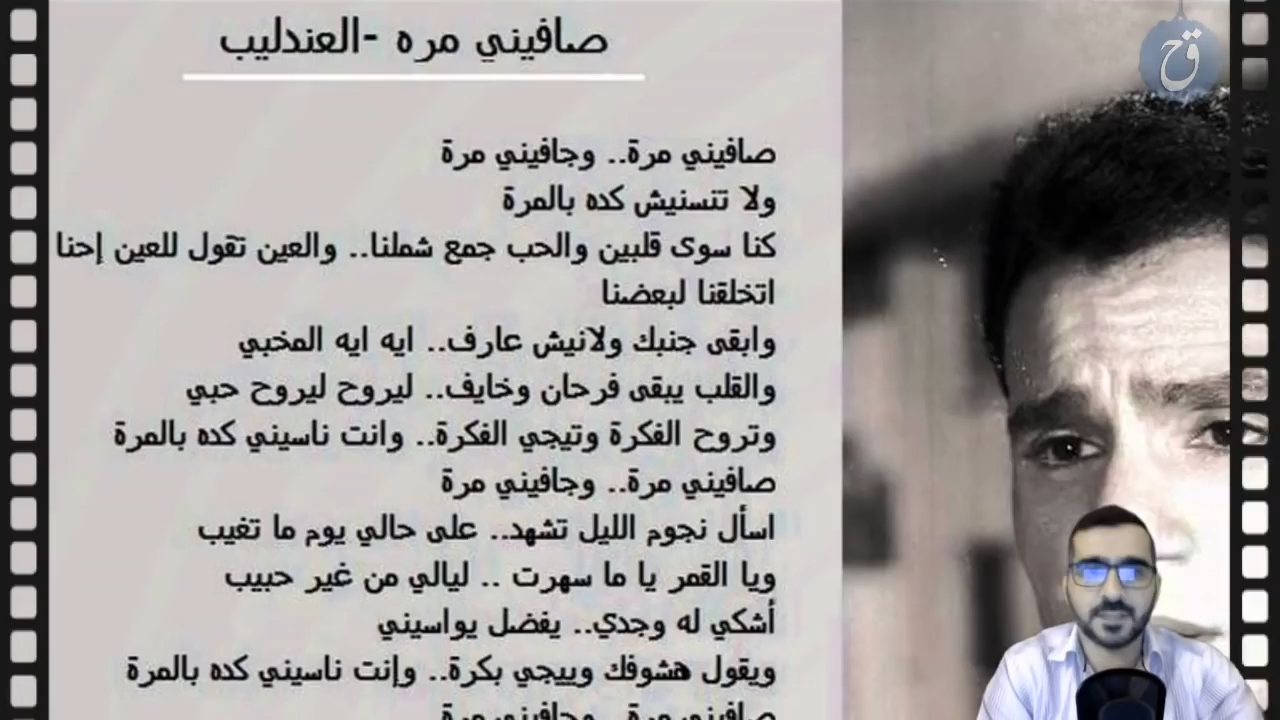 صافيني مره -العندليب
صافيني مرة.. وجافيني مرة
ولا تنسنيش كده بالمرة
كنا سوى قلبين والحب جمع شملنا.. والعين تقول للعين إحنا
اتخلقنا لبعضنا
وابقى جنبك ولانيش عارف.. ايه ايه المخبي
والقلب يبقى فرحان وخايف.. ليروح ليروح حبي
وتروح الفكرة وتيجي الفكرة.. وانت ناسيني كده بالمرة
صافيني مرة.. وجافيني مرة
اسأل نجوم الليل تشهد.. على حالي يوم ما تغيب
ويا القمر يا ما سهرت .. ليالي من غير حبيب
أشكي له وجدي.. يفضل يواسيني
ويقول هشوفك وييجي بكرة.. وإنت ناسيني كده بالمرة
صافيني مرة.. وجافيني مرة
ق